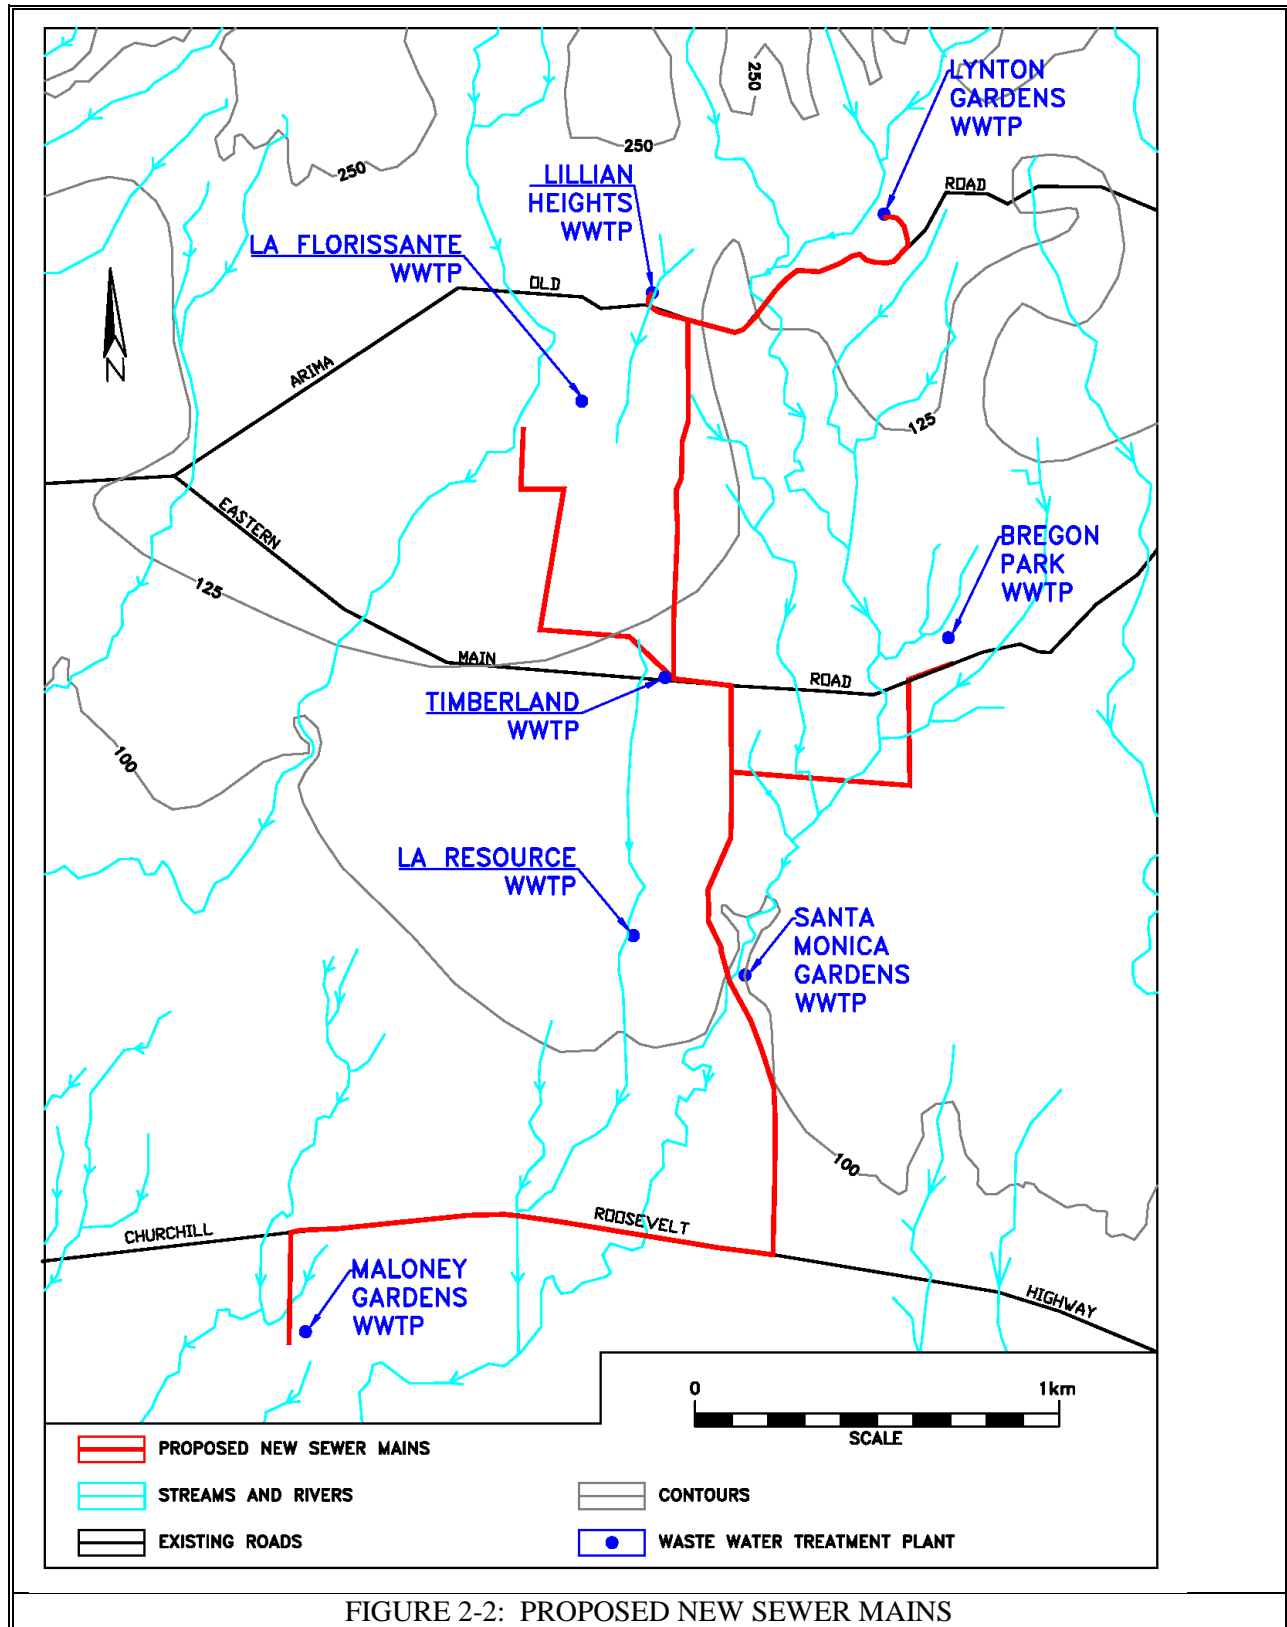 250
LYNTON
GARDENS
WWTP
250
250
LILLIAN
HEIGHTS
WWTP
ROAD
LA FLORISSANTE
WWTP
OLD
N
ARIMA
125
EASTERN
BREGON
PARK
WWTP
125
MAIN
ROAD
TIMBERLAND
WWTP
100
LA RESOURCE
WWTP
SANTA
MONICA
GARDENS
WWTP
100
CHURCHILL
ROOSEVELT
MALONEY
GARDENS
WWTP
HIGHWAY
0 1km
SCALE
PROPOSED NEW SEWER MAINS
STREAMS AND RIVERS
CONTOURS
EXISTING ROADS
WASTE WATER TREATMENT PLANT
FIGURE 2-2: PROPOSED NEW SEWER MAINS